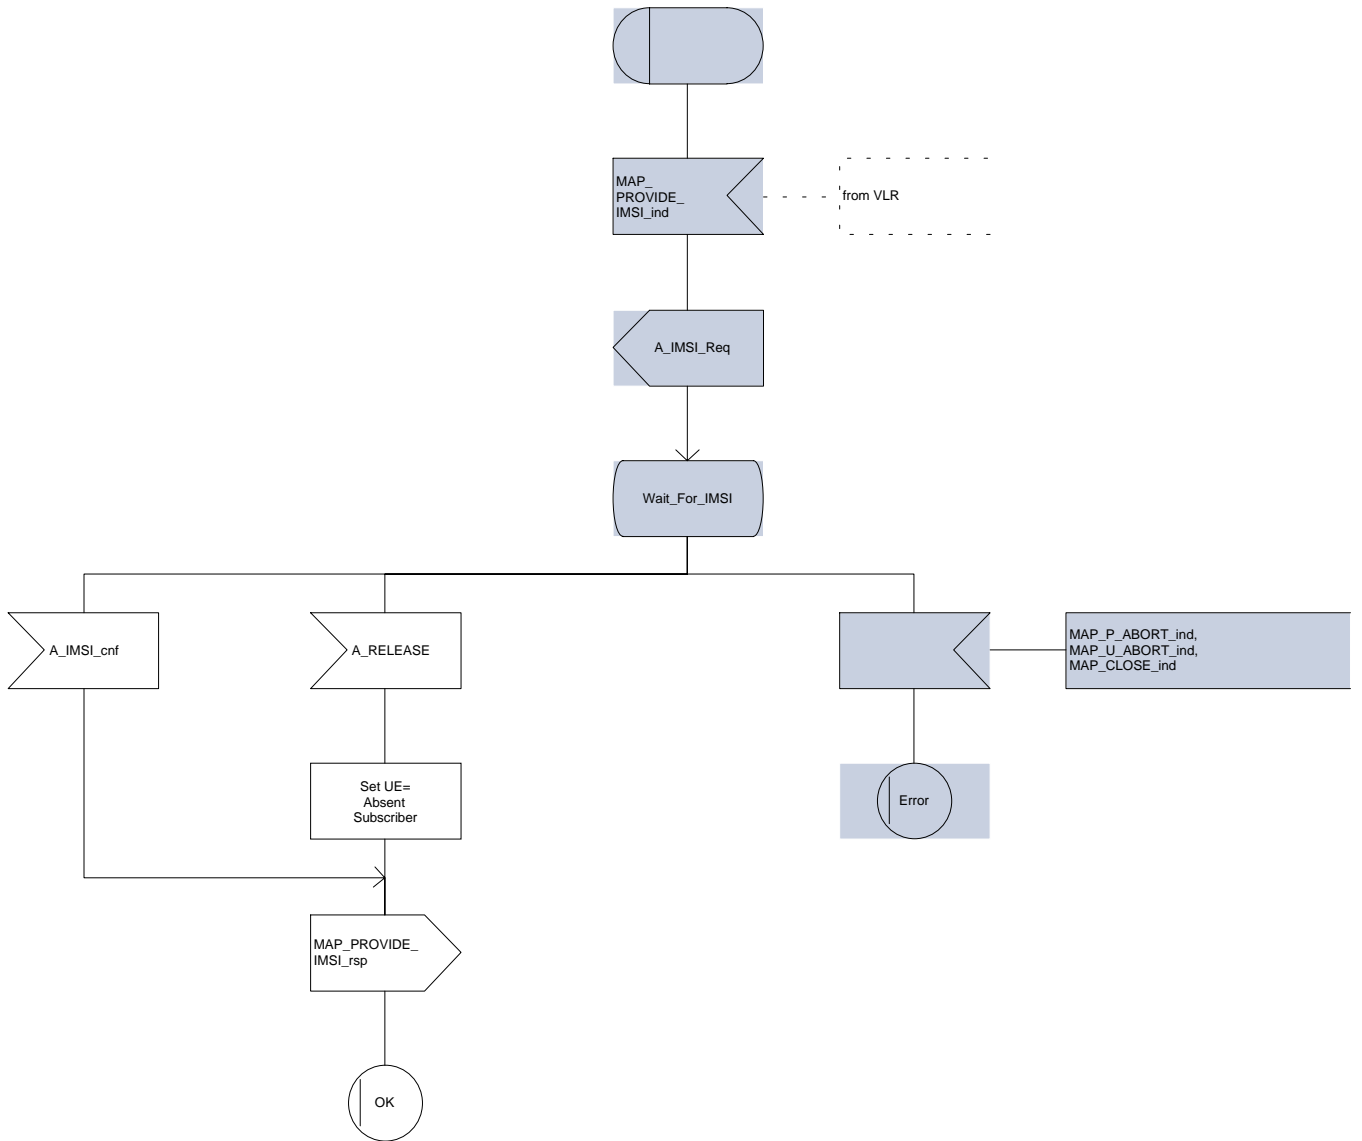 MAP_
PROVIDE_
IMSI_ind
from VLR
A_IMSI_Req
Wait_For_IMSI
A_IMSI_cnf
A_RELEASE
MAP_P_ABORT_ind,
MAP_U_ABORT_ind,
MAP_CLOSE_ind
Set UE=
Absent
Subscriber
Error
MAP_PROVIDE_
IMSI_rsp
OK